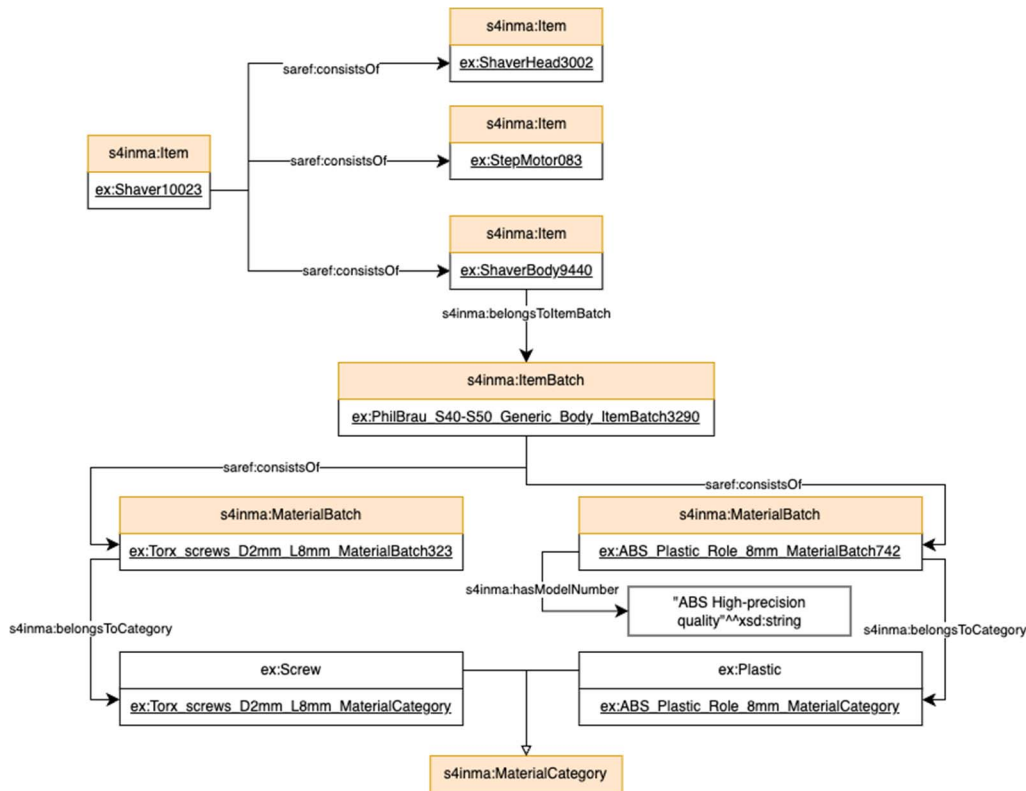 s4inma:Item
ex:ShaverHead3002
saref:consistsOf
s4inma:Item
ex:StepMotor083
saref:consistsOf
s4inma:Item
ex:Shaver10023
s4inma:Item
ex:ShaverBody9440
saref:consistsOf
s4inma:belongsToItemBatch
s4inma:ItemBatch
ex:PhilBrau_S40-S50_Generic_Body_ItemBatch3290
saref:consistsOf
saref:consistsOf
s4inma:MaterialBatch
ex:Torx_screws_D2mm_L8mm_MaterialBatch323
s4inma:MaterialBatch
ex:ABS_Plastic_Role_8mm_MaterialBatch742
s4inma:hasModelNumber
"ABS High-precision
quality"^^xsd:string
s4inma:belongsToCategory
s4inma:belongsToCategory
ex:Screw
ex:Torx_screws_D2mm_L8mm_MaterialCategory
ex:Plastic
ex:ABS_Plastic_Role_8mm_MaterialCategory
s4inma:MaterialCategory